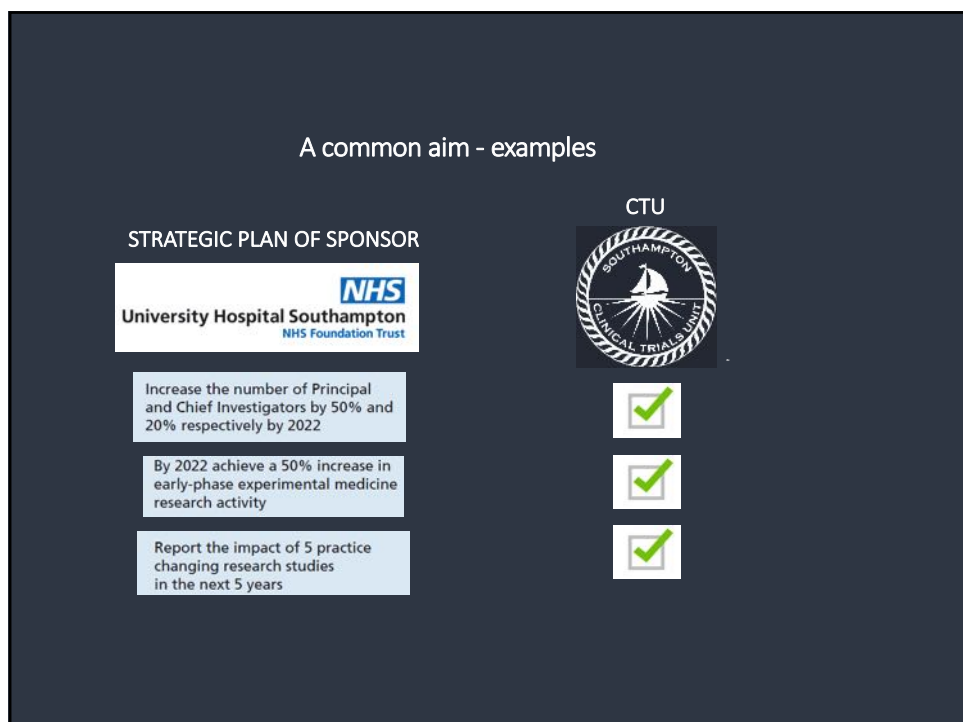 A common aim - examples
STRATEGIC PLAN OF SPONSOR
NHS
University Hospital Southampton
NHS Foundation Trust
Increase the number of Principal
and Chief Investigators by 50% and
20% respectively by 2022
By 2022 achieve a 50% increase in
early-phase experimental medicine
research activity
Report the impact of 5 practice
changing research studies
in the next 5 years
CTU
SOUTHAMPTON
CLINICAL TRIALS UNIT